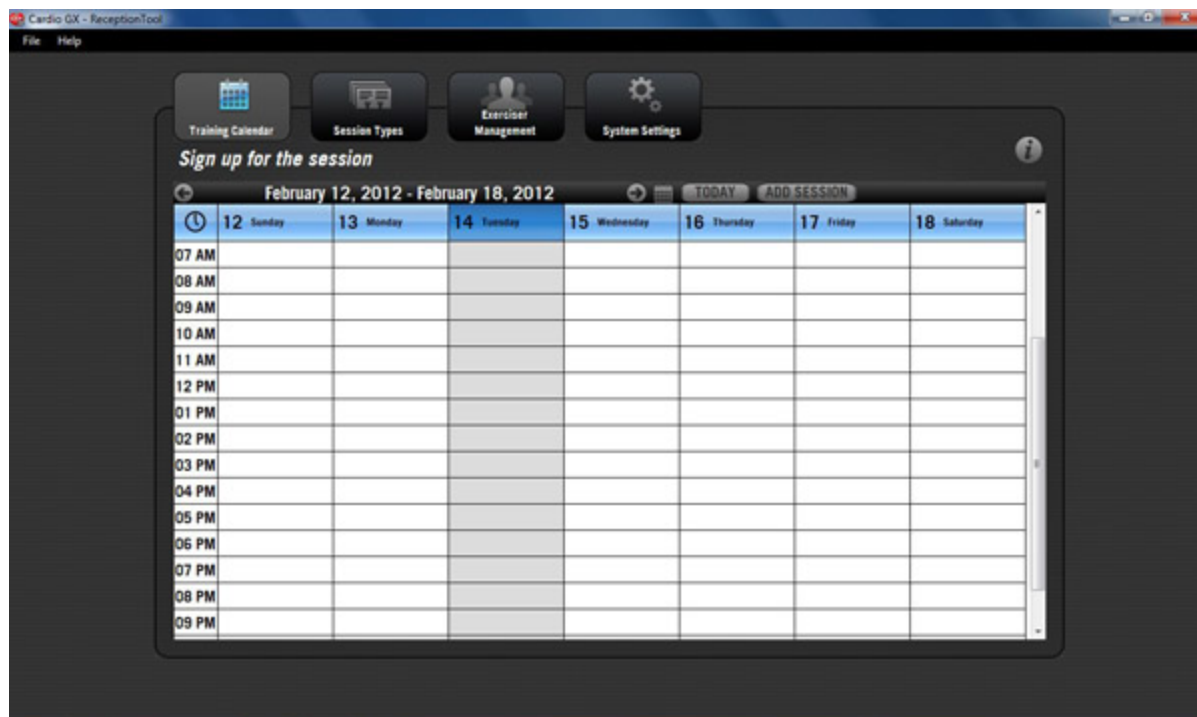 Cardio GX - ReceptionTool
File Help
Training Calendar
Session Types
Exerciser
Management
System Settings
Sign up for the session
i
February 12, 2012 - February 18, 2012
TODAY
ADD SESSION
12 Sunday
13 Monday
14 Tuesday
15 Wednesday
16 Thursday
17 Friday
18 Saturday
07 AM
08 AM
09 AM
10 AM
11 AM
12 PM
01 PM
02 PM
03 PM
04 PM
05 PM
06 PM
07 PM
08 PM
09 PM